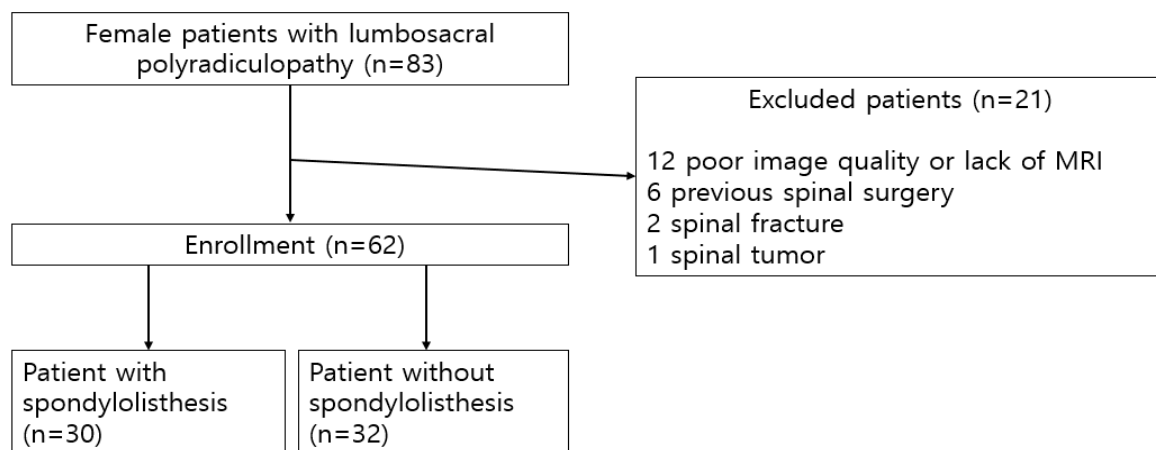 Female patients with lumbosacral
polyradiculopathy (n=83)
Excluded patients (n=21)
12 poor image quality or lack of MRI
6 previous spinal surgery
2 spinal fracture
1 spinal tumor
Enrollment (n=62)
Patient with
spondylolisthesis
(n=30)
Patient without
spondylolisthesis
(n=32)